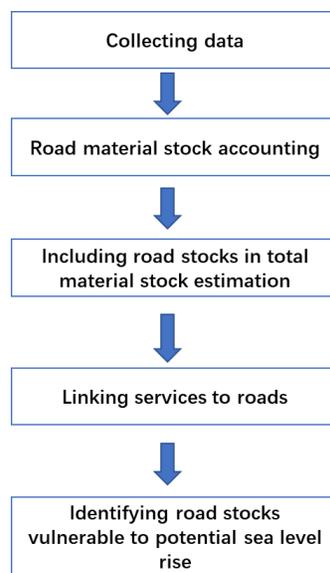 Collecting data
Road material stock accounting
Including road stocks in total
material stock estimation
Linking services to roads
Identifying road stocks
vulnerable to potential sea level
rise